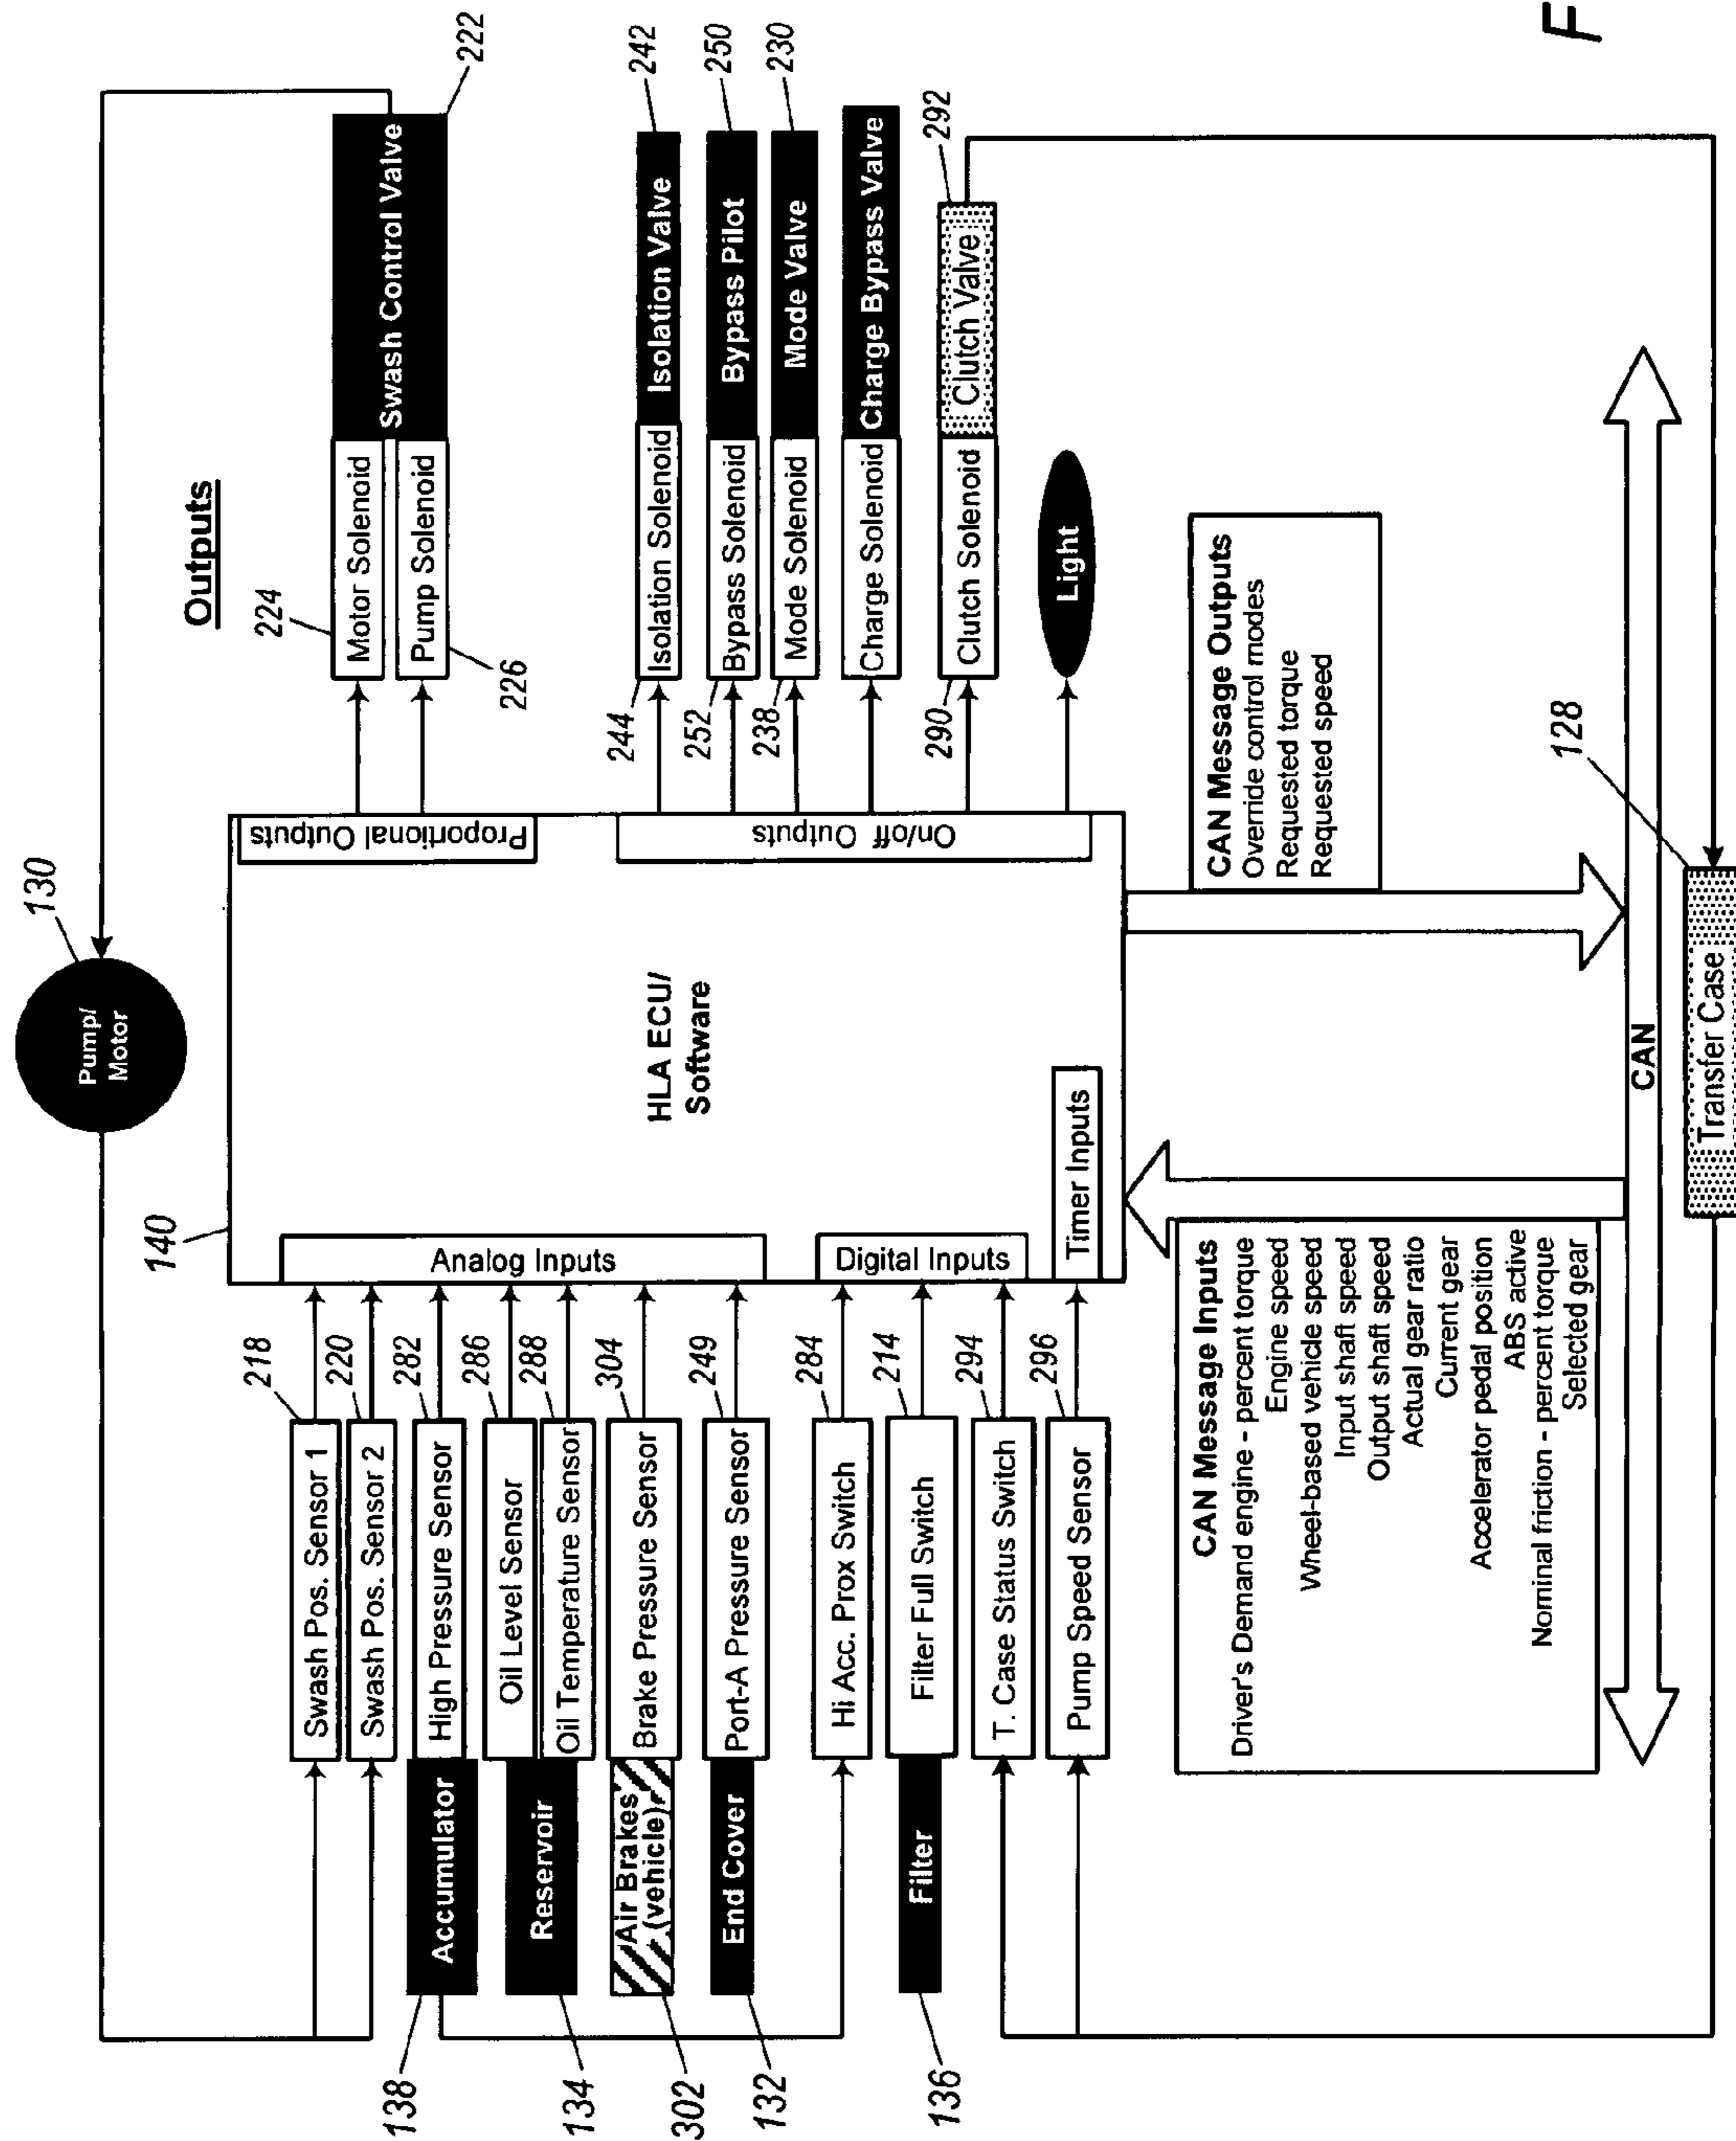 130
Pump/
Motor
140
Outputs
218
Swash Pos. Sensor 1
220
Swash Pos. Sensor 2
138
Accumulator
High Pressure Sensor
282
134
Reservoir
Oil Level Sensor
286
Oil Temperature Sensor
288
302
Air Brakes
(vehicle)
Brake Pressure Sensor
304
132
End Cover
Port-A Pressure Sensor
249
Hi Acc. Prox Switch
284
136
Filter
Filter Full Switch
214
T. Case Status Switch
294
Pump Speed Sensor
296
Analog Inputs
Digital Inputs
Timer Inputs
HLA ECU/
Software
Proportional Outputs
On/off Outputs
224
Motor Solenoid
Pump Solenoid
226
Swash Control Valve
222
244
Isolation Solenoid
Isolation Valve
242
252
Bypass Solenoid
Bypass Pilot
250
238
Mode Solenoid
Mode Valve
230
Charge Solenoid
Charge Bypass Valve
290
Clutch Solenoid
Clutch Valve
292
Light
CAN Message Inputs
Driver's Demand engine - percent torque
Engine speed
Wheel-based vehicle speed
Input shaft speed
Output shaft speed
Actual gear ratio
Current gear
Accelerator pedal position
ABS active
Nominal friction - percent torque
Selected gear
CAN Message Outputs
Override control modes
Requested torque
Requested speed
CAN
128
Transfer Case